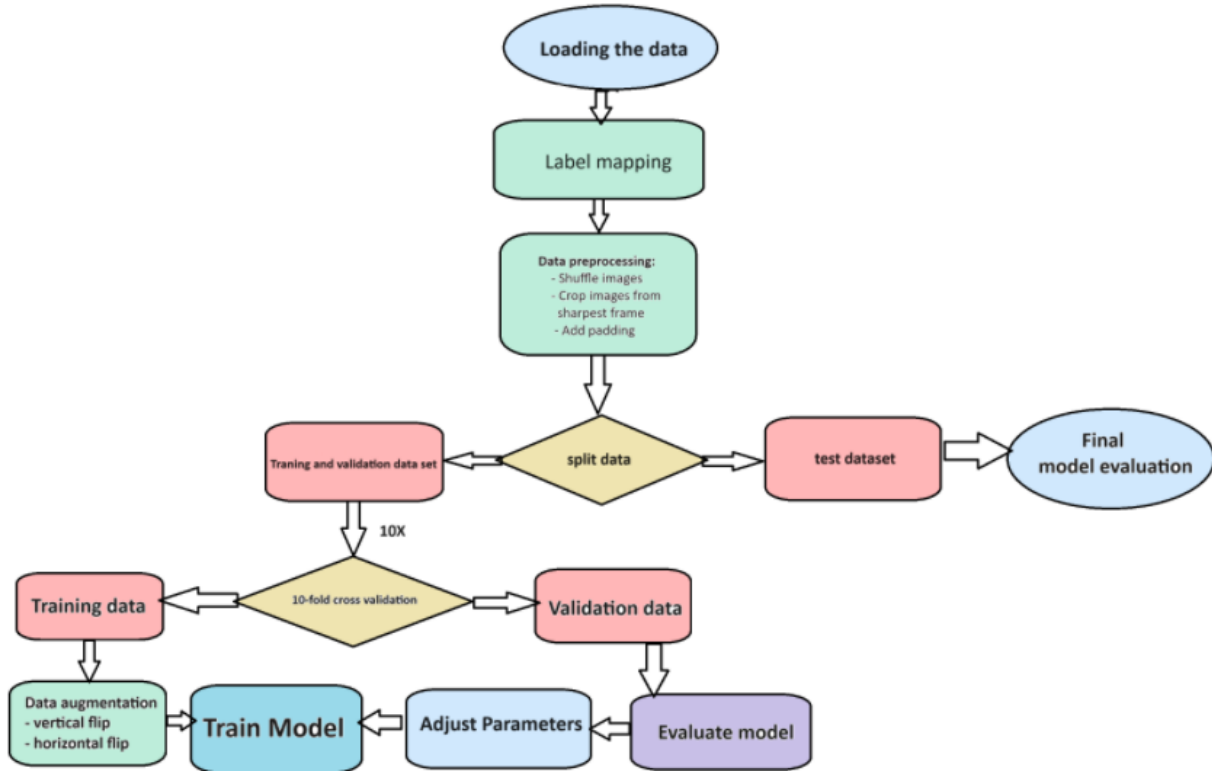 Loading the data
Label mapping
Data preprocessing:
- Shuffle images
- Crop images from
sharpest frame
- Add padding
Traning and validation data set
split data
test dataset
Final
model evaluation
10X
Training data
10-fold cross validation
Validation data
Data augmentation
- vertical flip
- horizontal flip
Train Model
Adjust Parameters
Evaluate model